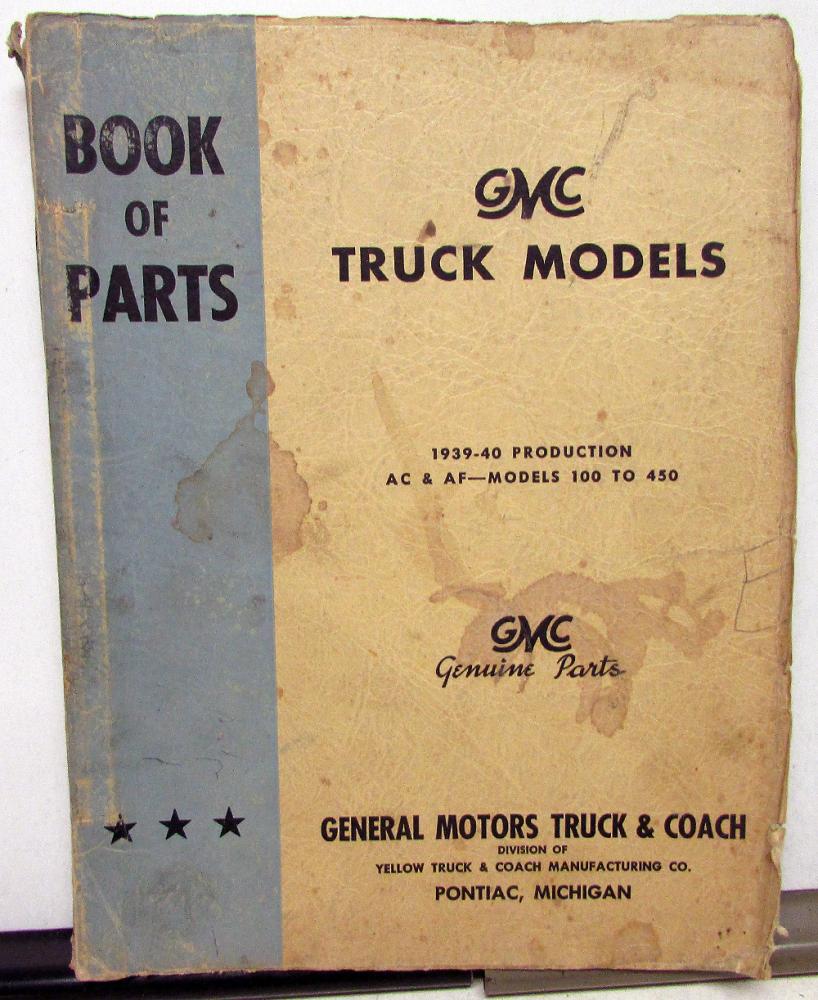 BOOK
OF
PARTS
GMC
TRUCK MODELS
1939-40 PRODUCTION
AC & AF—MODELS 100 TO 450
GMC
Genuine Parts
GENERAL MOTORS TRUCK & COACH
DIVISION OF
YELLOW TRUCK & COACH MANUFACTURING CO.
PONTIAC, MICHIGAN